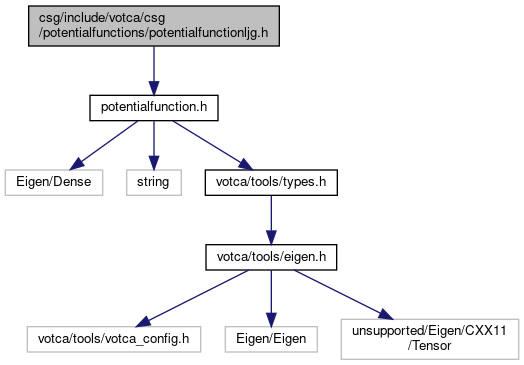 csg/include/votca/csg
/potentialfunctions/potentialfunctionljg.h
potentialfunction.h
Eigen/Dense
string
votca/tools/types.h
votca/tools/eigen.h
votca/tools/votca_config.h
Eigen/Eigen
unsupported/Eigen/CXX11
/Tensor